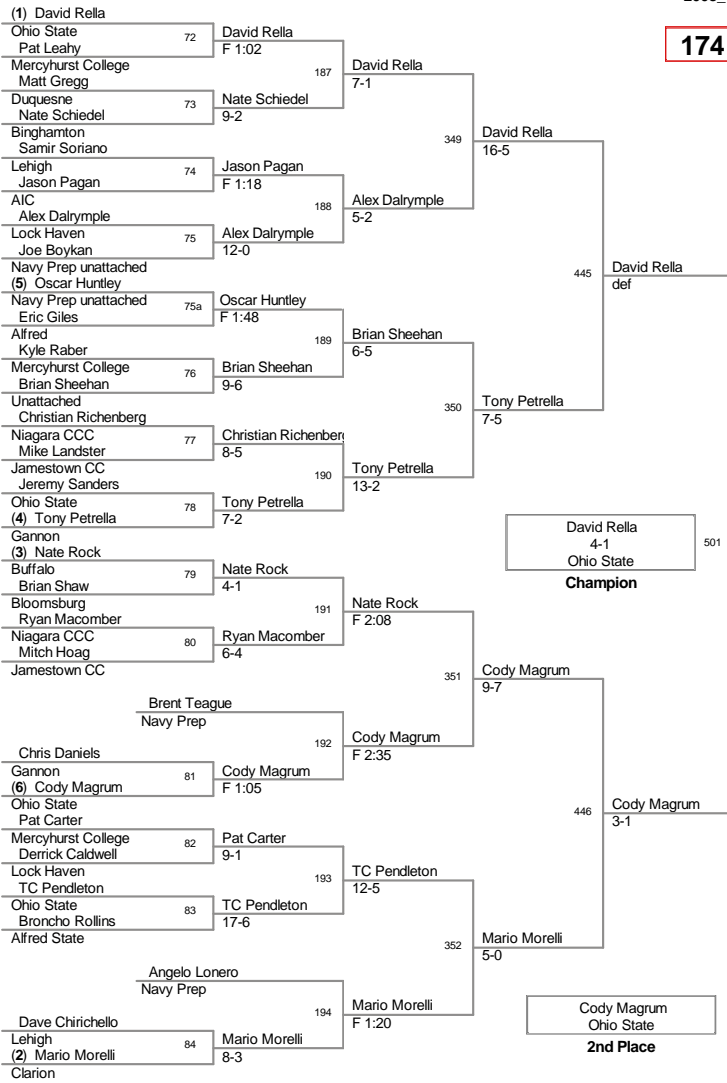 (1) David Rella
Ohio State
Pat Leahy
72
David Rella
F 1:02
174
Mercyhurst College
Matt Gregg
187
David Rella
7-1
Duquesne
Nate Schiedel
73
Nate Schiedel
9-2
Binghamton
Samir Soriano
349
David Rella
16-5
Lehigh
Jason Pagan
74
Jason Pagan
F 1:18
AIC
Alex Dalrymple
188
Alex Dalrymple
5-2
Lock Haven
Joe Boykan
75
Alex Dalrymple
12-0
Navy Prep unattached
445
David Rella
def
(5) Oscar Huntley
Navy Prep unattached
Eric Giles
75a
Oscar Huntley
F 1:48
Alfred
Kyle Raber
189
Brian Sheehan
6-5
Mercyhurst College
Brian Sheehan
76
Brian Sheehan
9-6
Unattached
Christian Richenberg
350
Tony Petrella
7-5
Niagara CCC
Mike Landster
77
Christian Richenberg
8-5
Jamestown CC
Jeremy Sanders
190
Tony Petrella
13-2
Ohio State
(4) Tony Petrella
78
Tony Petrella
7-2
Gannon
David Rella
4-1
Ohio State
501
Champion
(3) Nate Rock
Buffalo
Brian Shaw
79
Nate Rock
4-1
Bloomsburg
Ryan Macomber
191
Nate Rock
F 2:08
Niagara CCC
Mitch Hoag
80
Ryan Macomber
6-4
Jamestown CC
351
Cody Magrum
9-7
Brent Teague
Navy Prep
192
Cody Magrum
F 2:35
Chris Daniels
Gannon
(6) Cody Magrum
81
Cody Magrum
F 1:05
Ohio State
446
Cody Magrum
3-1
Pat Carter
Mercyhurst College
Derrick Caldwell
82
Pat Carter
9-1
Lock Haven
TC Pendleton
193
TC Pendleton
12-5
Ohio State
Broncho Rollins
83
TC Pendleton
17-6
Alfred State
352
Mario Morelli
5-0
Angelo Lonero
Navy Prep
194
Mario Morelli
F 1:20
Dave Chirichello
Lehigh
(2) Mario Morelli
84
Mario Morelli
8-3
Clarion
Cody Magrum
Ohio State
2nd Place